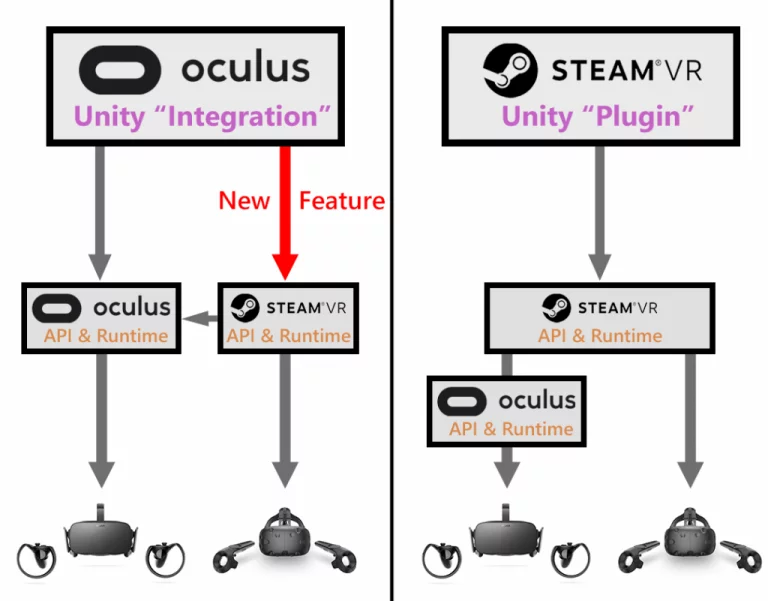 oculus
Unity “Integration”
New Feature
oculus
API & Runtime
STEAM®VR
API & Runtime
STEAM®VR
Unity “Plugin”
STEAM®VR
API & Runtime
oculus
API & Runtime